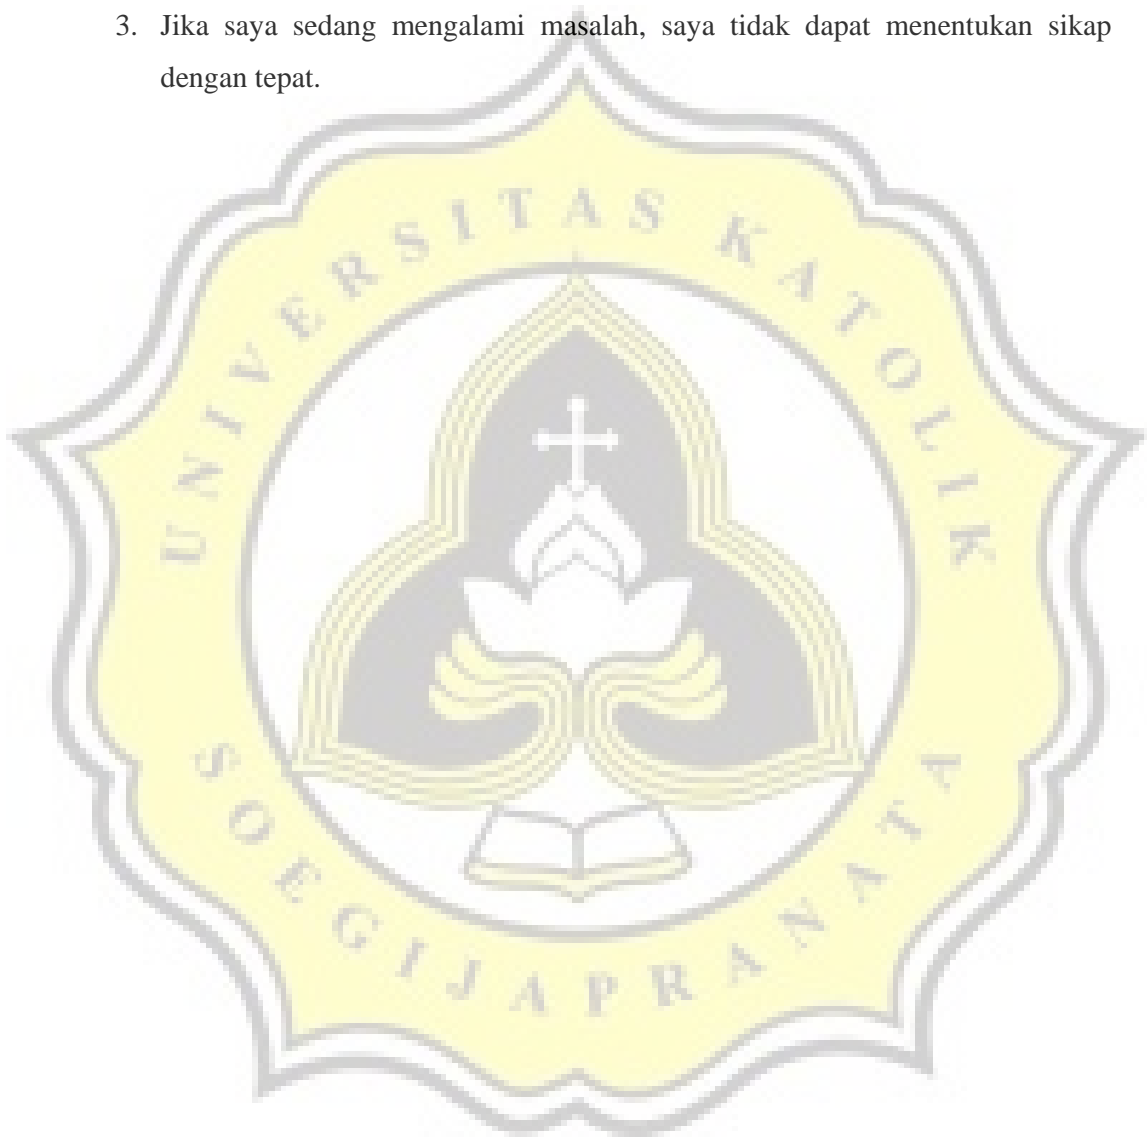 3. Jika saya sedang mengalami masalah, saya tidak dapat menentukan sikap
dengan tepat.
UNIVERSITAS KATOLIK
SOEGIJAPRANATA